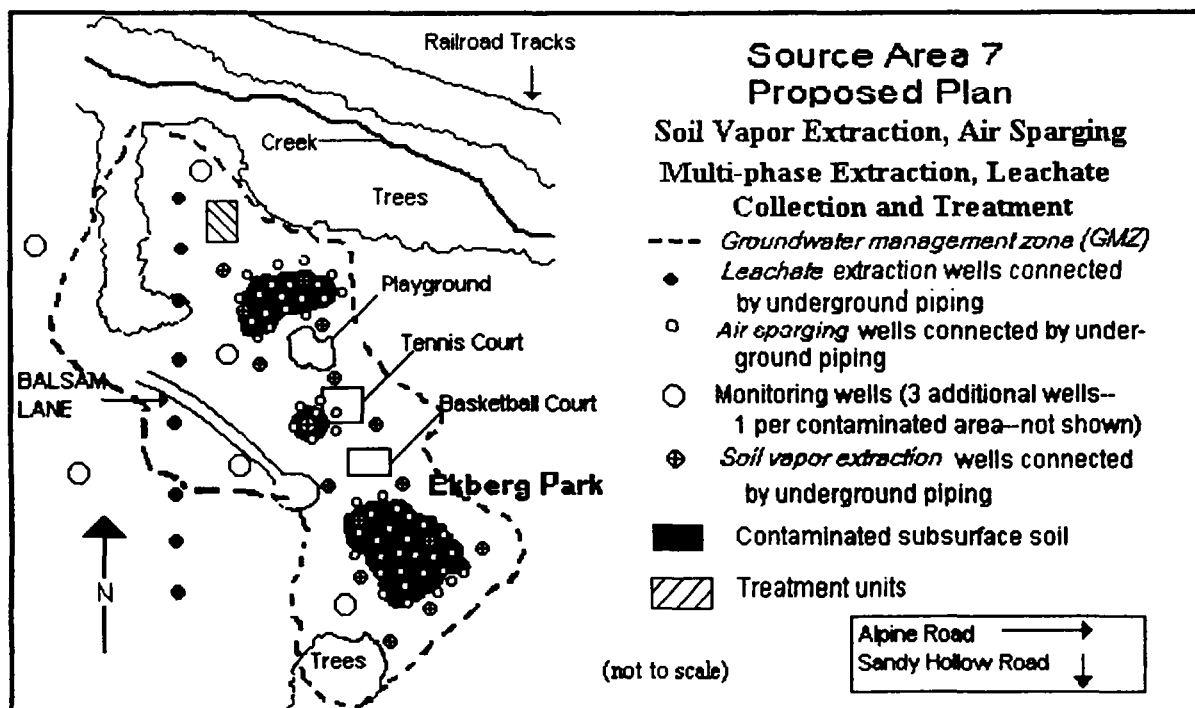 Railroad Tracks
Creek
Trees
Playground
Tennis Court
BALSAM
LANE
Basketball Court
Ekberg Park
N
Trees
Source Area 7
Proposed Plan
Soil Vapor Extraction, Air Sparging
Multi-phase Extraction, Leachate
Collection and Treatment
Groundwater management zone (GMZ)
Leachate extraction wells connected
by underground piping
Air sparging wells connected by under-
ground piping
Monitoring wells (3 additional wells--
1 per contaminated area--not shown)
Soil vapor extraction wells connected
by underground piping
Contaminated subsurface soil
Treatment units
(not to scale)
Alpine Road
Sandy Hollow Road